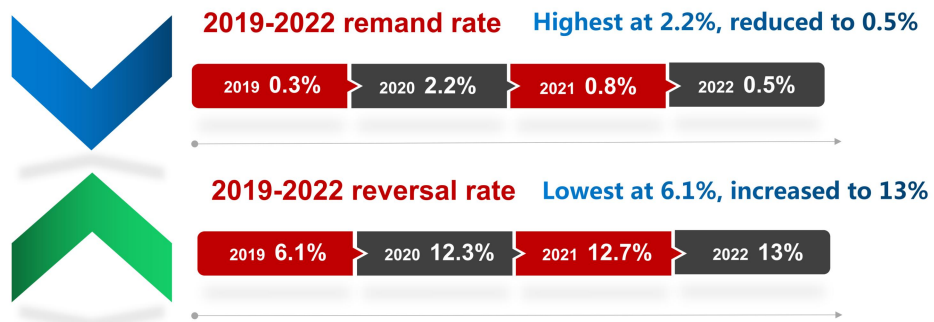 2019-2022 remand rate Highest at 2.2%, reduced to 0.5%
2019 0.3% 2020 2.2% 2021 0.8% 2022 0.5%
2019-2022 reversal rate Lowest at 6.1%, increased to 13%
2019 6.1% 2020 12.3% 2021 12.7% 2022 13%